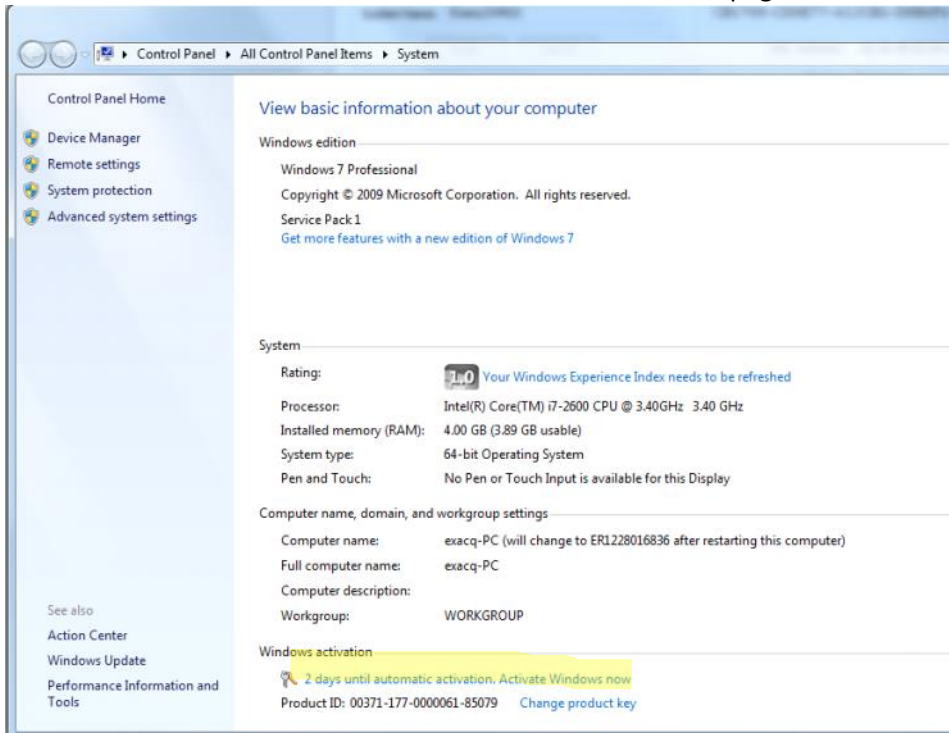 Control Panel ▸ All Control Panel Items ▸ System
Control Panel Home
Device Manager
Remote settings
System protection
Advanced system settings
See also
Action Center
Windows Update
Performance Information and
Tools
View basic information about your computer
Windows edition
Windows 7 Professional
Copyright © 2009 Microsoft Corporation. All rights reserved.
Service Pack 1
Get more features with a new edition of Windows 7
System
Rating: 1.0 Your Windows Experience Index needs to be refreshed
Processor: Intel(R) Core(TM) i7-2600 CPU @ 3.40GHz 3.40 GHz
Installed memory (RAM): 4.00 GB (3.89 GB usable)
System type: 64-bit Operating System
Pen and Touch: No Pen or Touch Input is available for this Display
Computer name, domain, and workgroup settings
Computer name: exacq-PC (will change to ER1228016836 after restarting this computer)
Full computer name: exacq-PC
Computer description:
Workgroup: WORKGROUP
Windows activation
2 days until automatic activation. Activate Windows now
Product ID: 00371-177-0000061-85079 Change product key